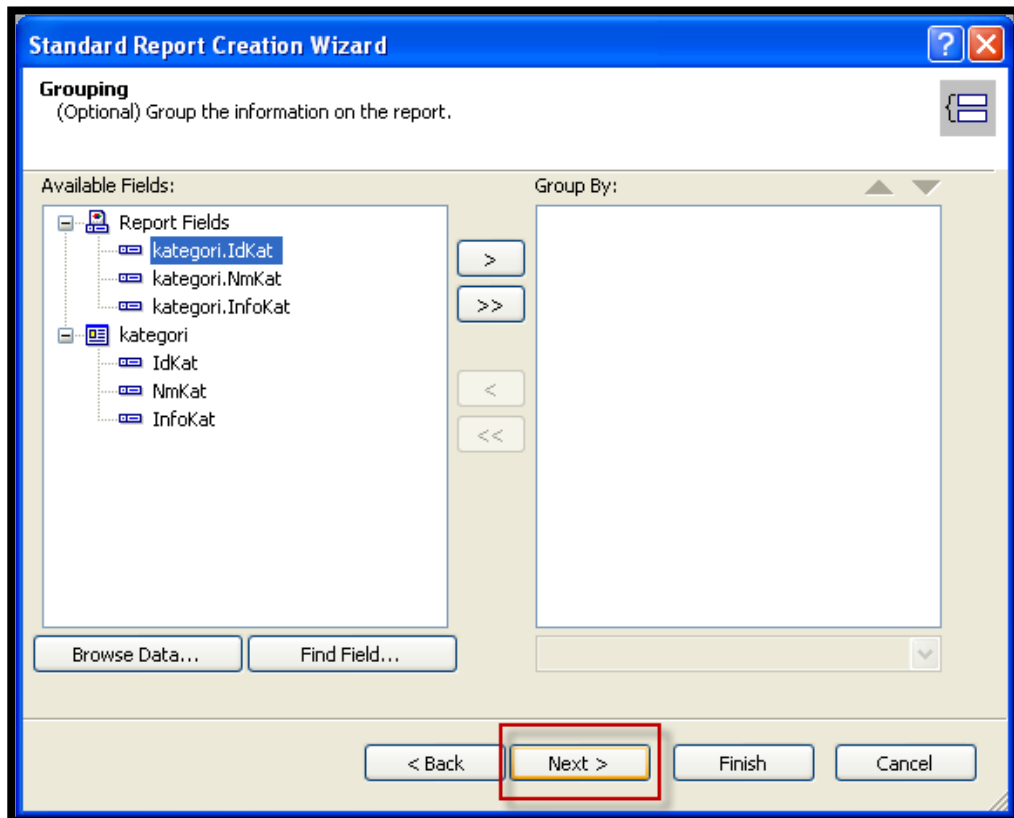 Standard Report Creation Wizard
?
Grouping
(Optional) Group the information on the report.
Available Fields:
Group By:
Report Fields
kategori.IdKat
kategori.NmKat
kategori.InfoKat
kategori
IdKat
NmKat
InfoKat
>
>>
<
<<
Browse Data...
Find Field...
< Back
Next >
Finish
Cancel